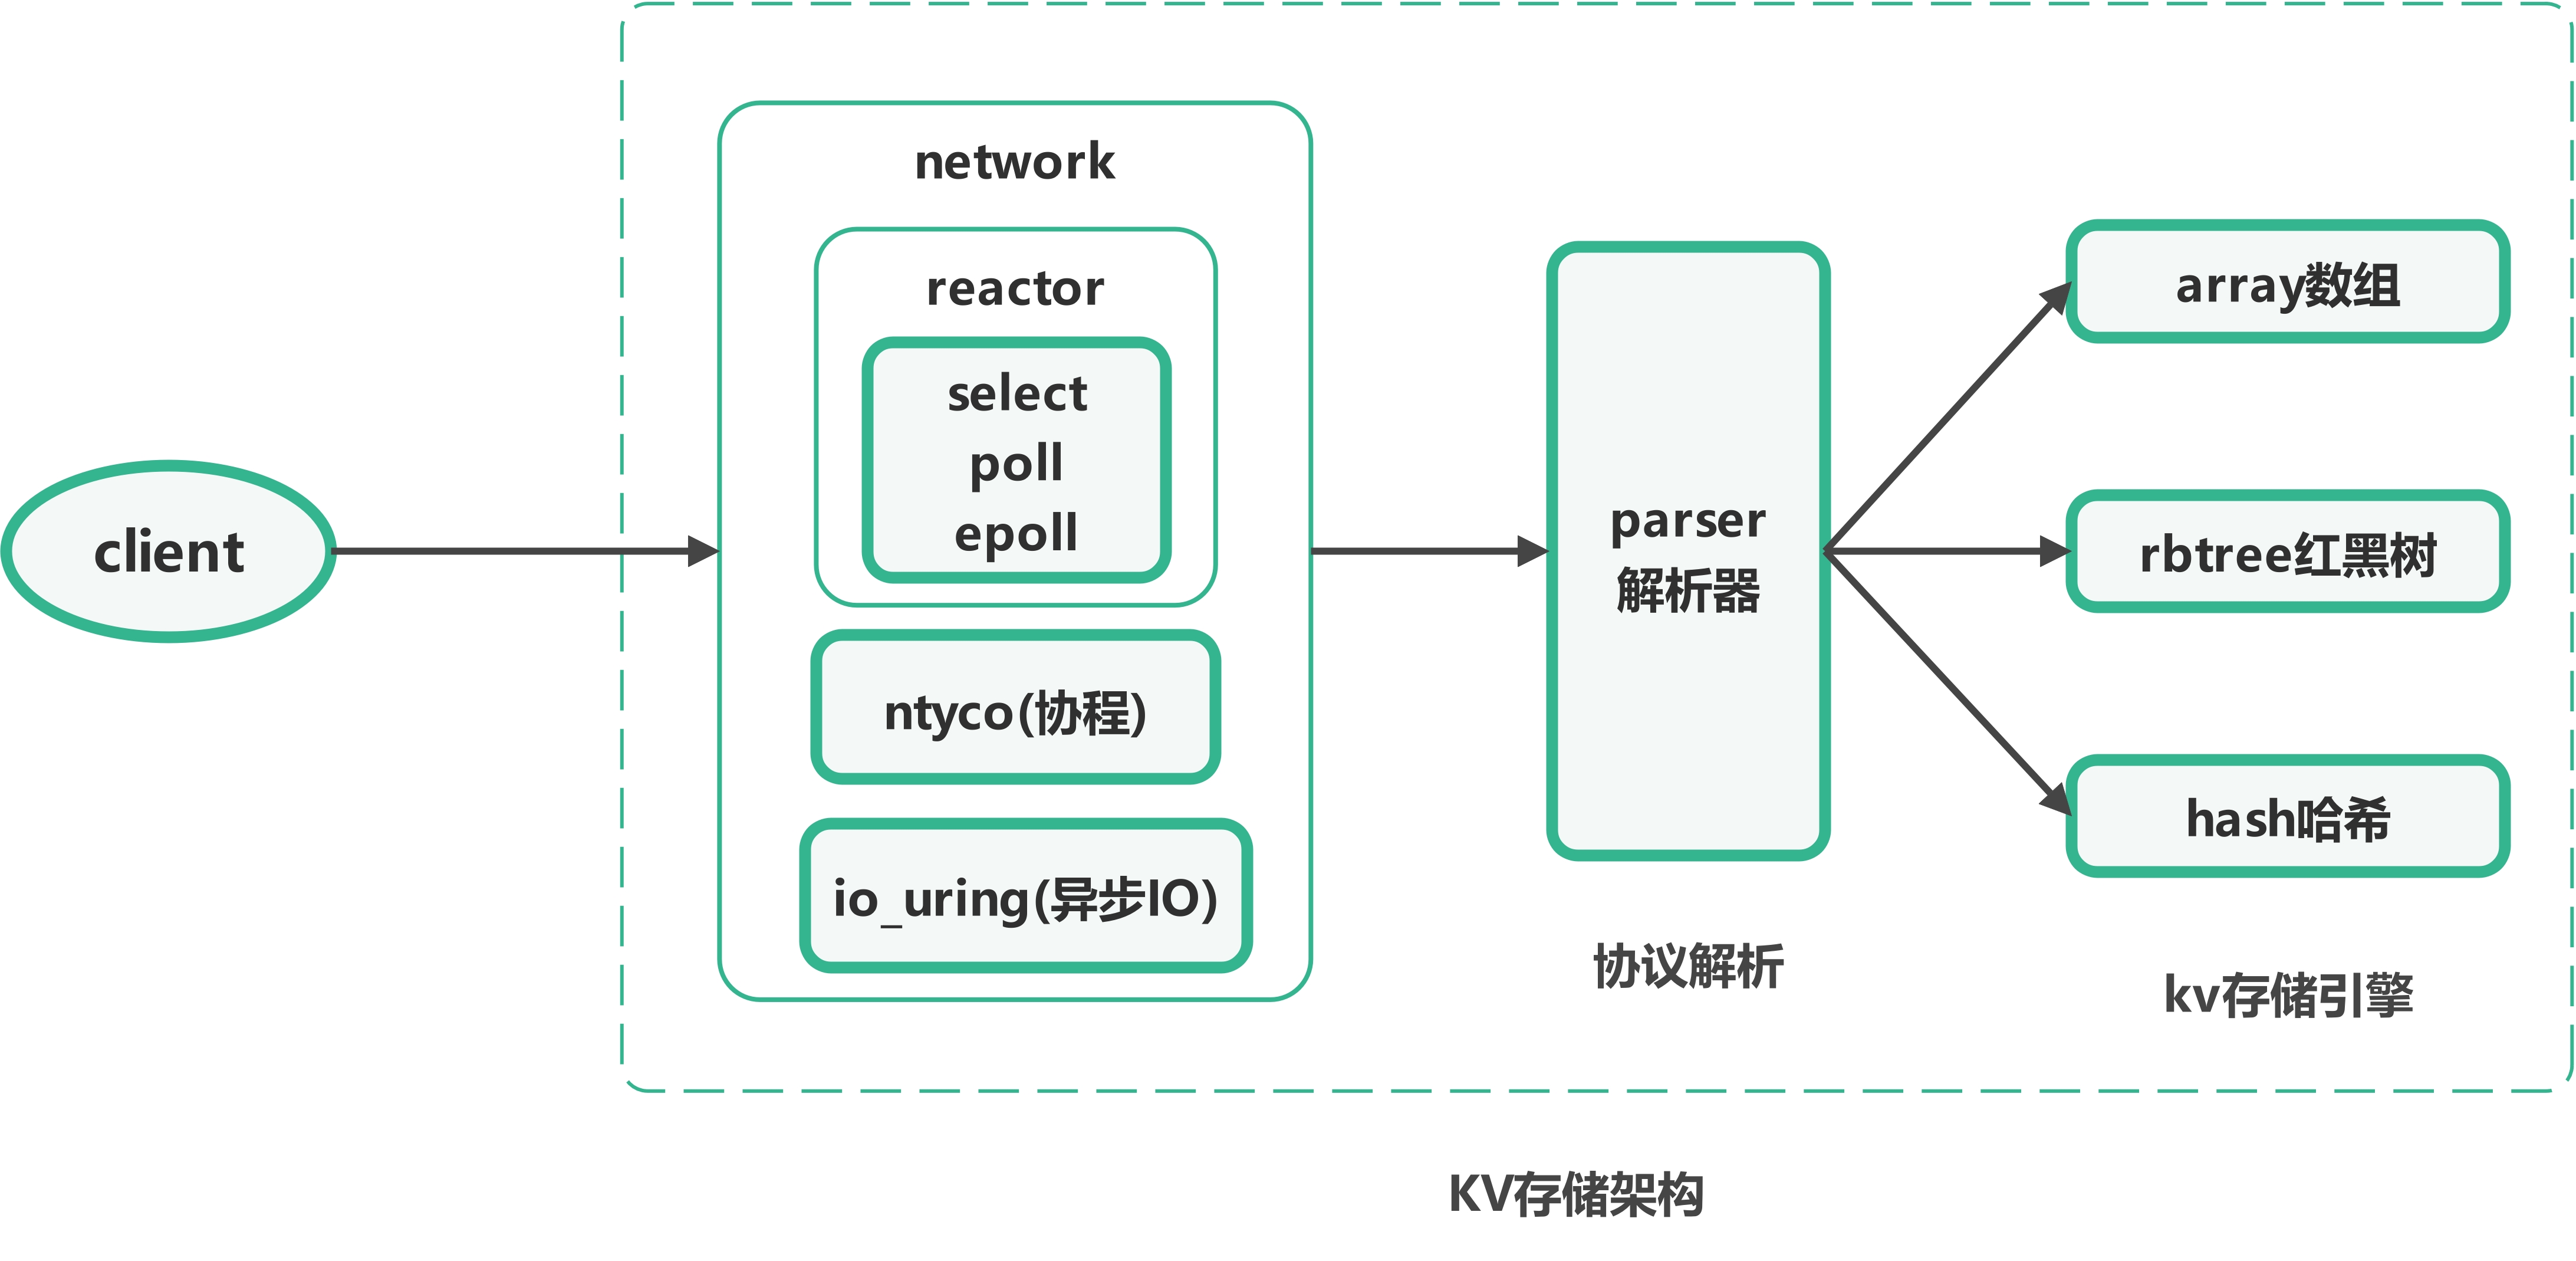 client
network
reactor
select
poll
epoll
ntyco(协程)
io_uring(异步IO)
parser
解析器
协议解析
array数组
rbtree红黑树
hash哈希
kv存储引擎
KV存储架构